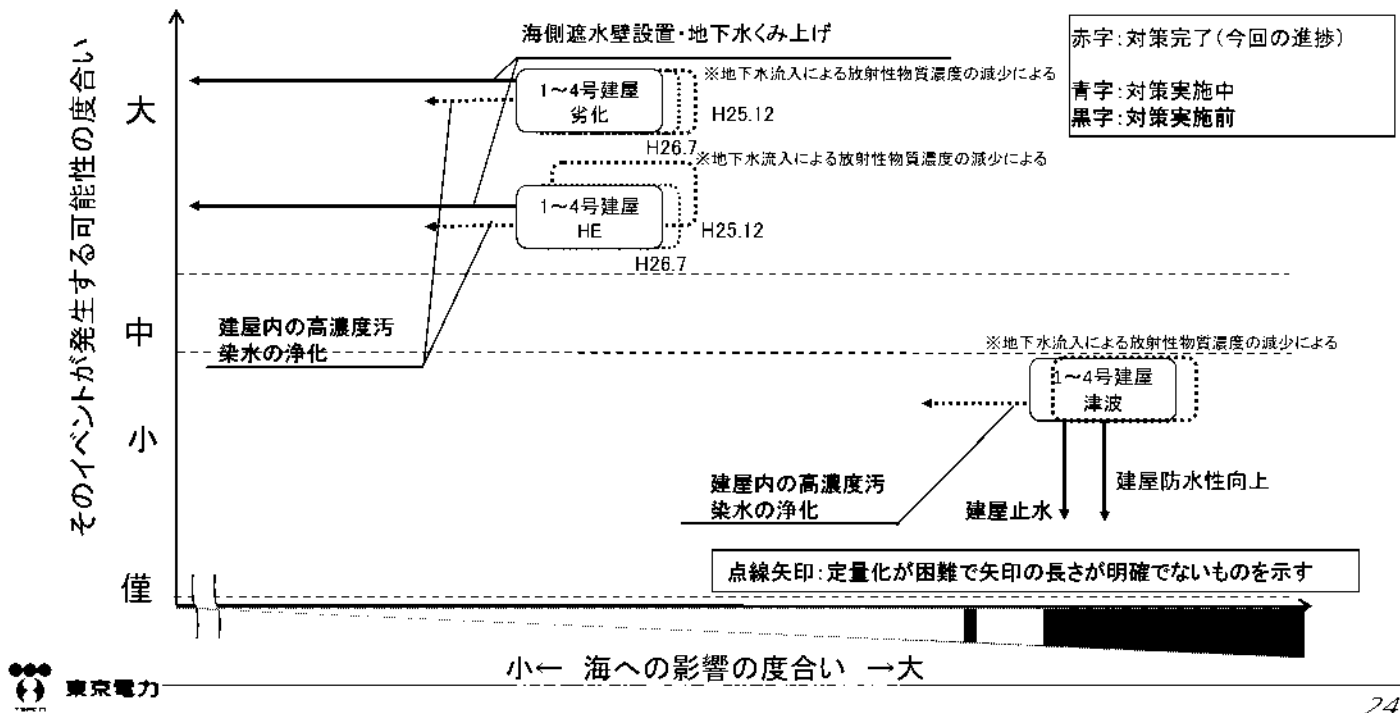 そのイベントが発生する可能性の度合い
大
中
小
僅
海側遮水壁設置・地下水くみ上げ
※地下水流入による放射性物質濃度の減少による
1～4号建屋
劣化
H25.12
H26.7
※地下水流入による放射性物質濃度の減少による
1～4号建屋
HE
H25.12
H26.7
赤字：対策完了(今回の進捗)
青字：対策実施中
黒字：対策実施前
建屋内の高濃度汚
染水の浄化
※地下水流入による放射性物質濃度の減少による
1～4号建屋
津波
建屋内の高濃度汚
染水の浄化
建屋止水
建屋防水性向上
点線矢印：定量化が困難で矢印の長さが明確でないものを示す
小← 海への影響の度合い →大
東京電力
24